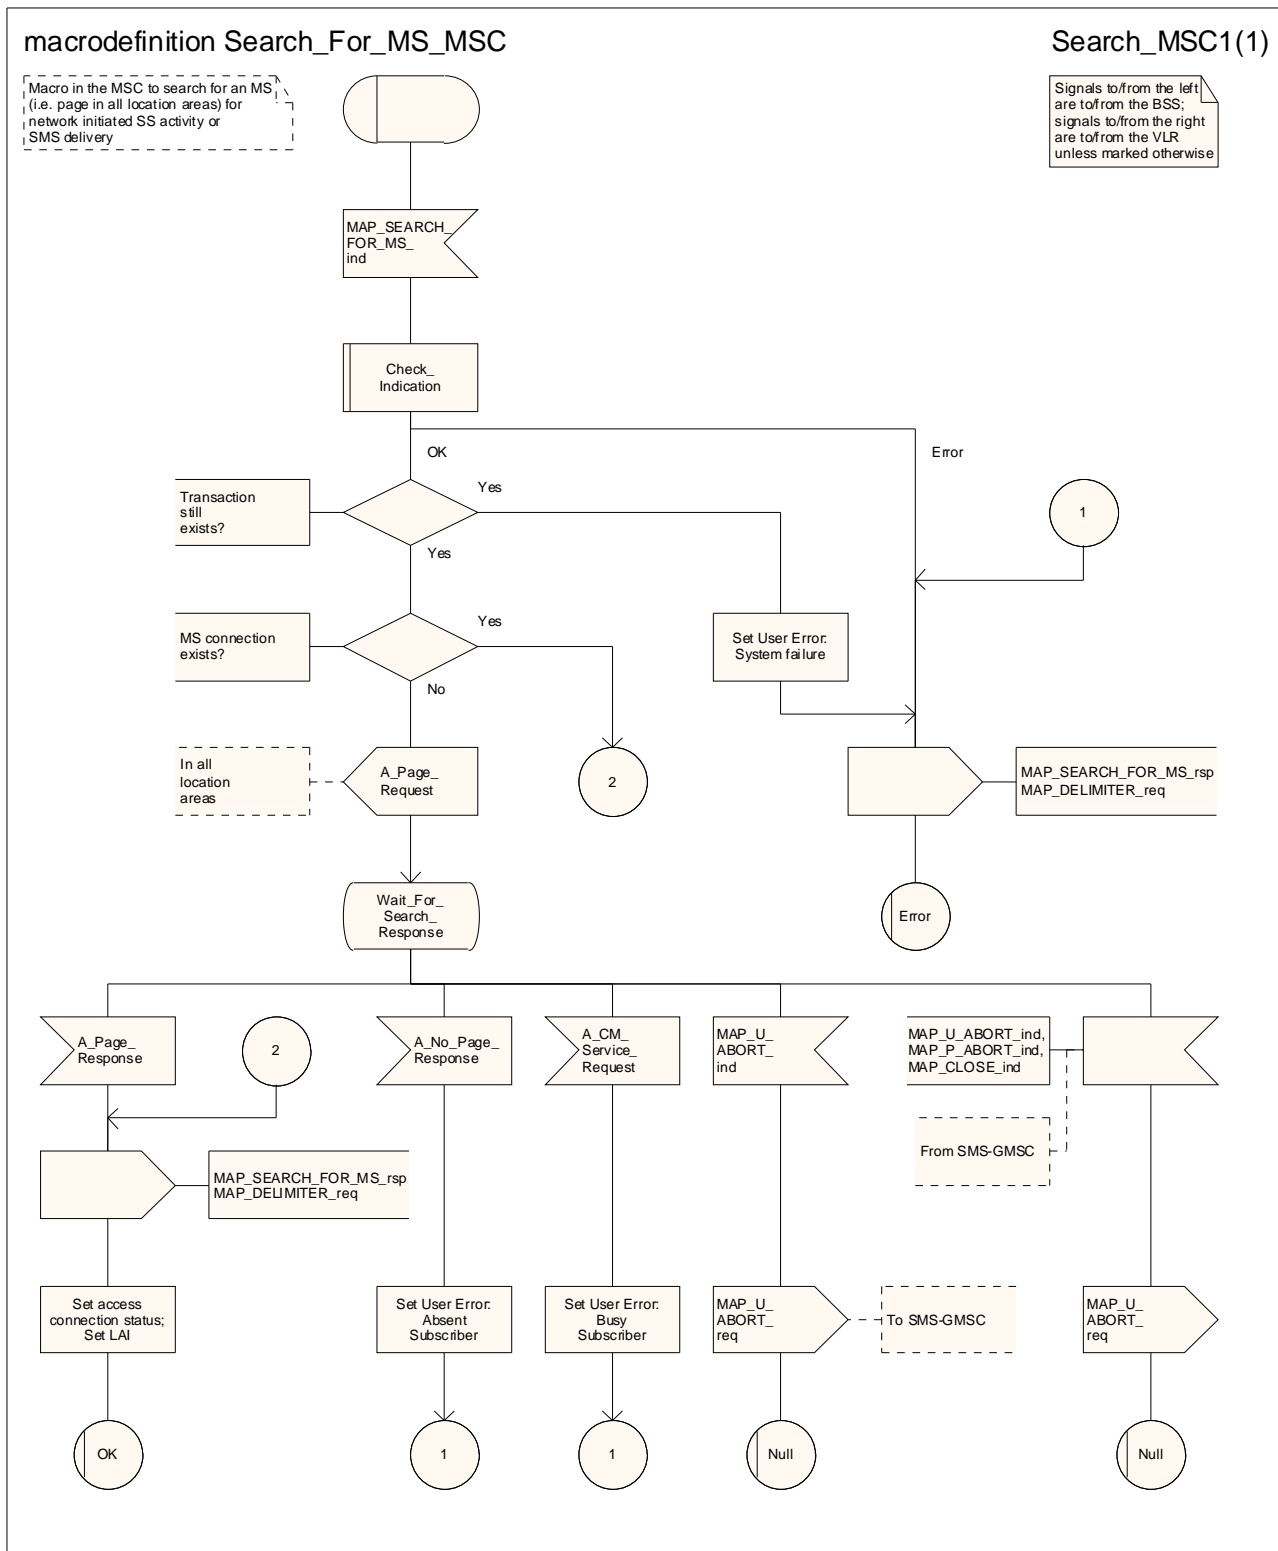 macrodefinition Search_For_MS_MSC
Search_MSC1(1)
Macro in the MSC to search for an MS
(i.e. page in all location areas) for
network initiated SS activity or
SMS delivery
Signals to/from the left
are to/from the BSS;
signals to/from the right
are to/from the VLR
unless marked otherwise
MAP_SEARCH_
FOR_MS_
ind
Check_
Indication
OK
Error
Transaction
still
exists?
Yes
Yes
1
MS connection
exists?
Yes
No
Set User Error:
System failure
In all
location
areas
A_Page_
Request
2
MAP_SEARCH_FOR_MS_rsp
MAP_DELIMITER_req
Wait_For_
Search_
Response
Error
A_Page_
Response
2
A_No_Page_
Response
A_CM_
Service_
Request
MAP_U_
ABORT_
ind
MAP_U_ABORT_ind,
MAP_P_ABORT_ind,
MAP_CLOSE_ind
From SMS-GMSC
MAP_SEARCH_FOR_MS_rsp
MAP_DELIMITER_req
Set access
connection status;
Set LAI
Set User Error:
Absent
Subscriber
Set User Error:
Busy
Subscriber
MAP_U_
ABORT_
req
To SMS-GMSC
MAP_U_
ABORT_
req
OK
1
1
Null
Null